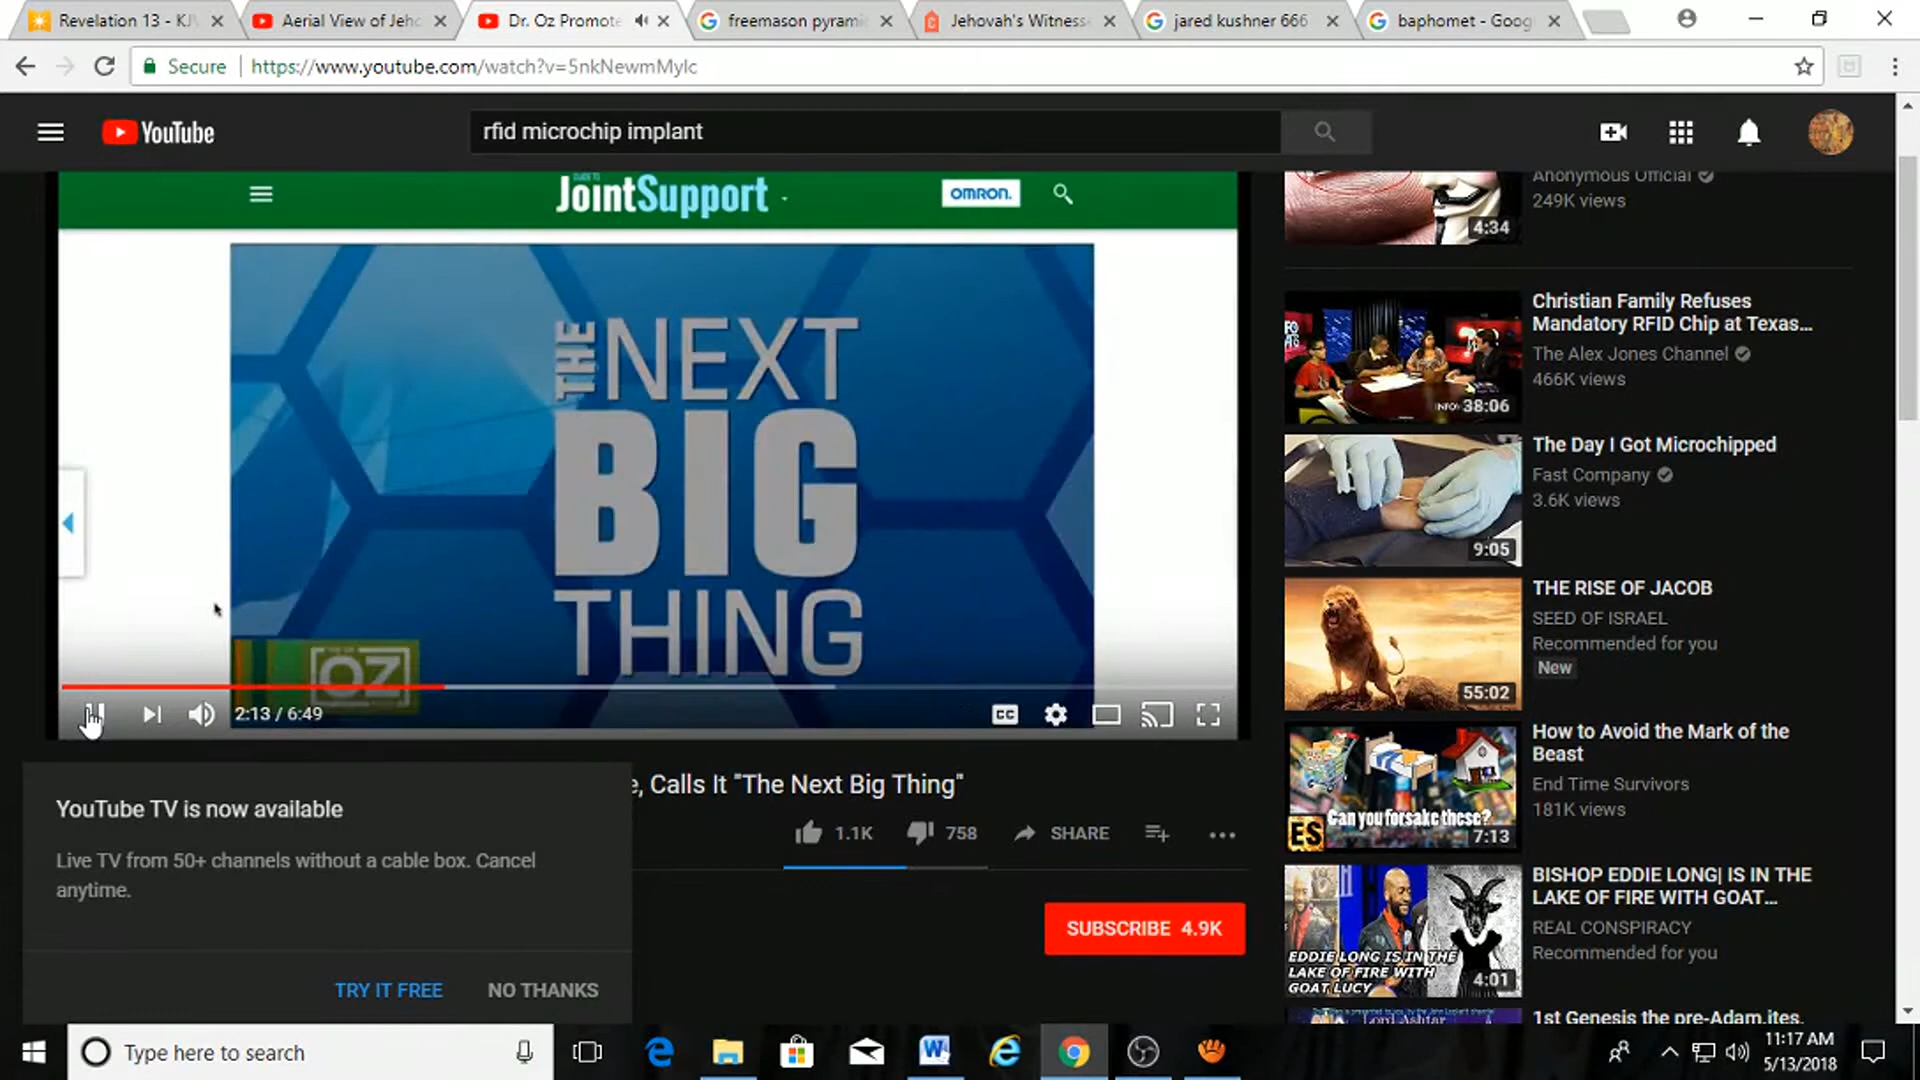 Revelation 13 - KJV
Aerial View of Jeho
Dr. Oz Promote
freemason pyrami
Jehovah's Witness
jared kushner 666
baphomet - Goog
Secure
https://www.youtube.com/watch?v=5nkNewmMyIc
YouTube
rfid microchip implant
GUIDE TO
JointSupport
OMRON.
THE NEXT
BIG
THING
OZ
2:13 / 6:49
CC
e, Calls It "The Next Big Thing"
1.1K
758
SHARE
SUBSCRIBE 4.9K
YouTube TV is now available
Live TV from 50+ channels without a cable box. Cancel
anytime.
TRY IT FREE
NO THANKS
Anonymous Official
249K views
4:34
Christian Family Refuses
Mandatory RFID Chip at Texas...
The Alex Jones Channel
466K views
38:06
The Day I Got Microchipped
Fast Company
3.6K views
9:05
THE RISE OF JACOB
SEED OF ISRAEL
Recommended for you
New
55:02
How to Avoid the Mark of the
Beast
End Time Survivors
181K views
ES
Can you forsake these?
7:13
BISHOP EDDIE LONG| IS IN THE
LAKE OF FIRE WITH GOAT...
REAL CONSPIRACY
Recommended for you
EDDIE LONG IS IN THE
LAKE OF FIRE WITH
GOAT LUCY
4:01
1st Genesis the pre-Adam.ites,
Lord Ashtar
Type here to search
11:17 AM
5/13/2018